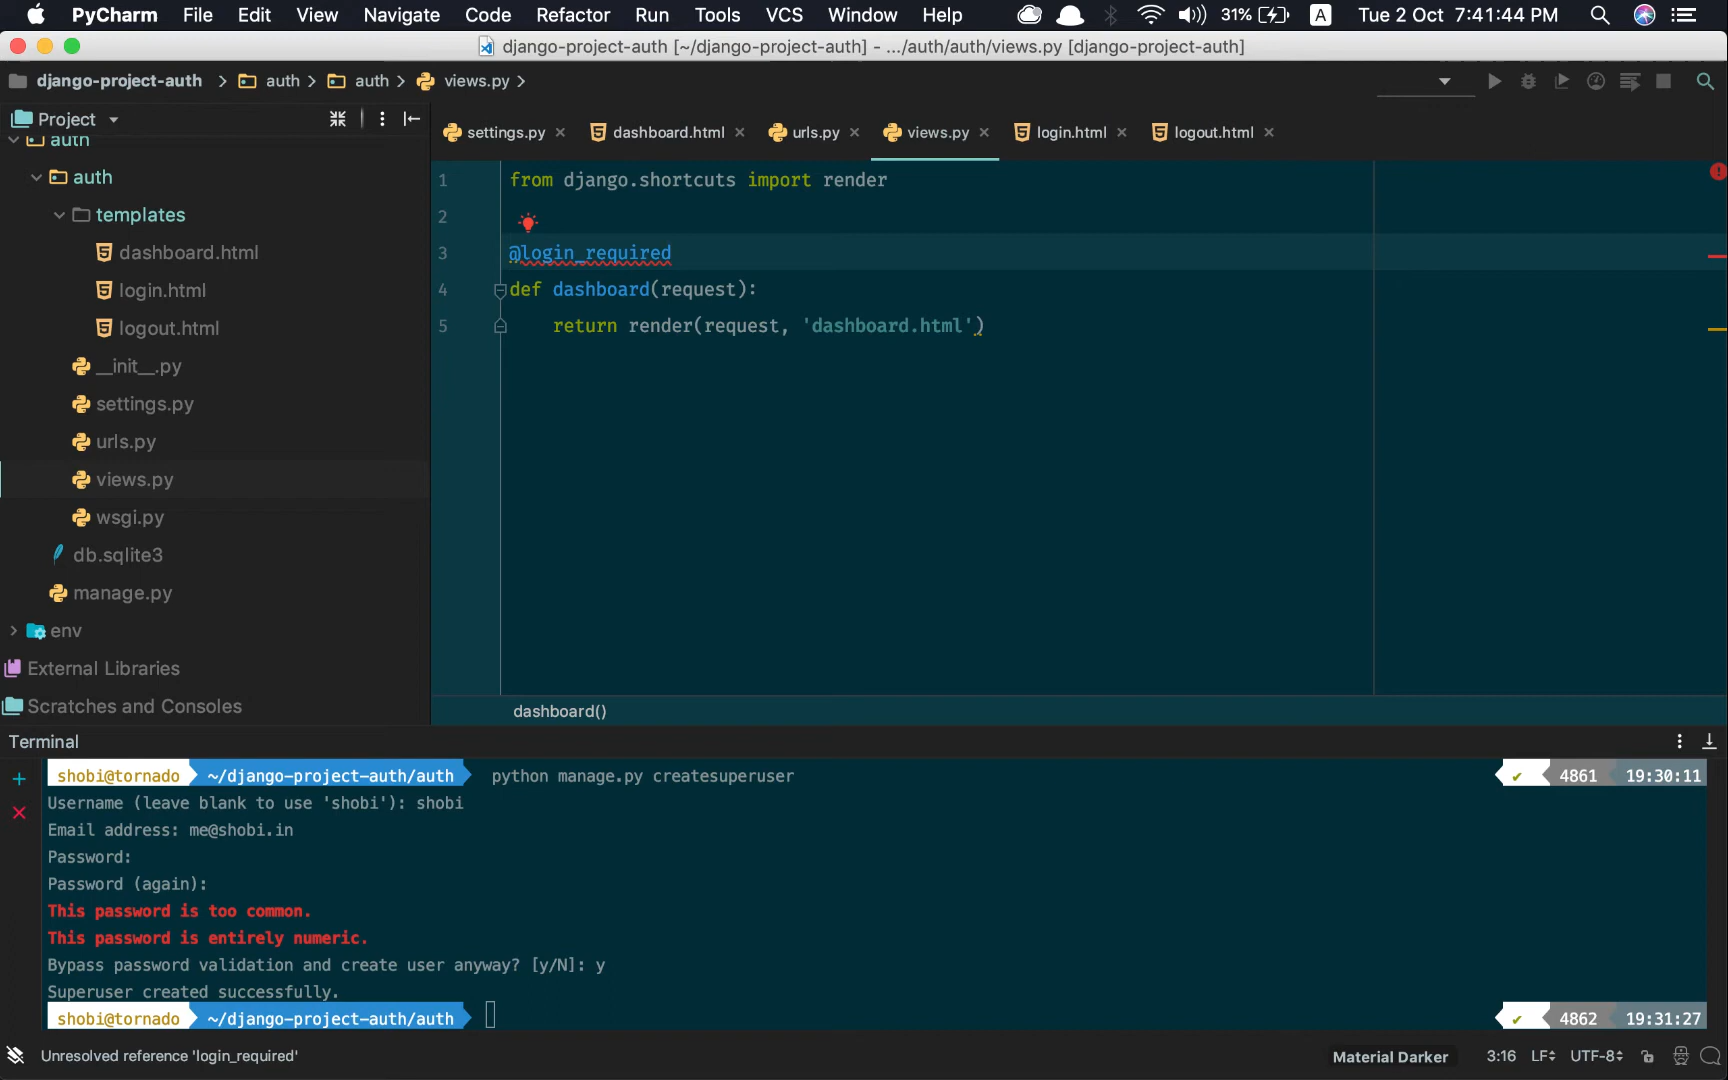 PyCharm File Edit View Navigate Code Refactor Run Tools VCS Window Help 31% A Tue 2 Oct 7:41:44 PM
django-project-auth [~/django-project-auth] - .../auth/auth/views.py [django-project-auth]
django-project-auth auth auth views.py
Project
settings.py dashboard.html urls.py views.py login.html logout.html
auth
auth
templates
dashboard.html
login.html
logout.html
__init__.py
settings.py
urls.py
views.py
wsgi.py
db.sqlite3
manage.py
env
External Libraries
Scratches and Consoles
1 from django.shortcuts import render
2
3 @login_required
4 def dashboard(request):
5 return render(request, 'dashboard.html')
dashboard()
Terminal
shobi@tornado ~/django-project-auth/auth python manage.py createsuperuser ✔ 4861 19:30:11
Username (leave blank to use 'shobi'): shobi
Email address: me@shobi.in
Password:
Password (again):
This password is too common.
This password is entirely numeric.
Bypass password validation and create user anyway? [y/N]: y
Superuser created successfully.
shobi@tornado ~/django-project-auth/auth ✔ 4862 19:31:27
Unresolved reference 'login_required' Material Darker 3:16 LF UTF-8